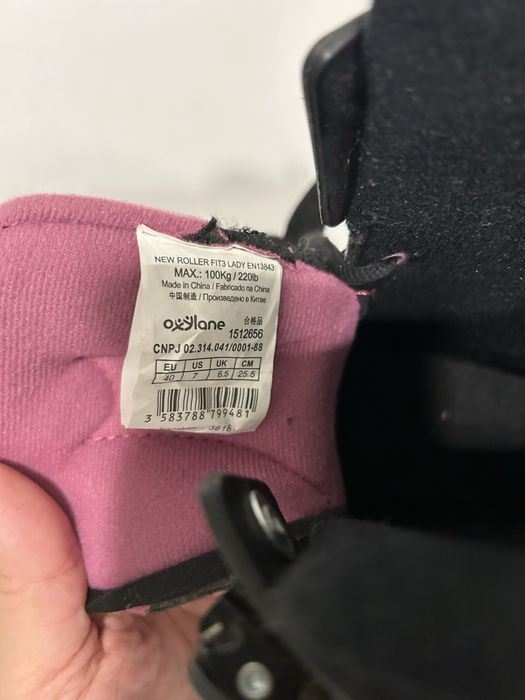 NEW ROLLER FIT3 LADY EN13843
MAX.: 100Kg / 220lb
Made in China / Fabricado na China
中国制造 / Произведено в Китае
oxylane
合格品
1512656
CNPJ 02.314.041/0001-88
EU US UK CM
40 7 6.5 25.5
3 583788 799481